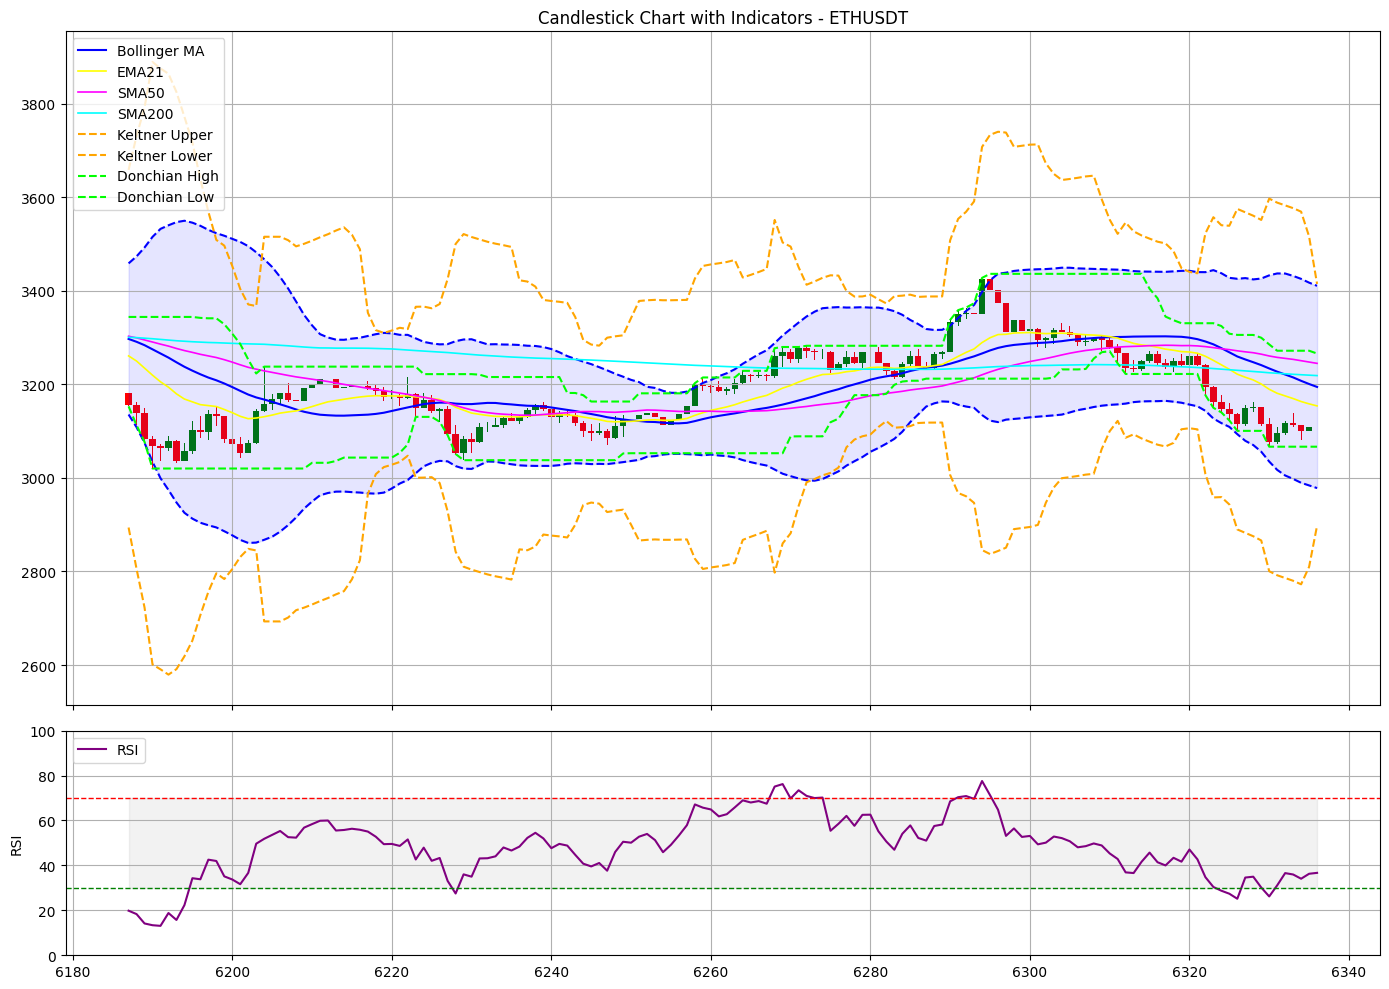 Candlestick Chart with Indicators - ETHUSDT
Bollinger MA
EMA21
SMA50
SMA200
Keltner Upper
Keltner Lower
Donchian High
Donchian Low
3800
3600
3400
3200
3000
2800
2600
RSI
100
80
60
40
20
0
RSI
6180 6200 6220 6240 6260 6280 6300 6320 6340